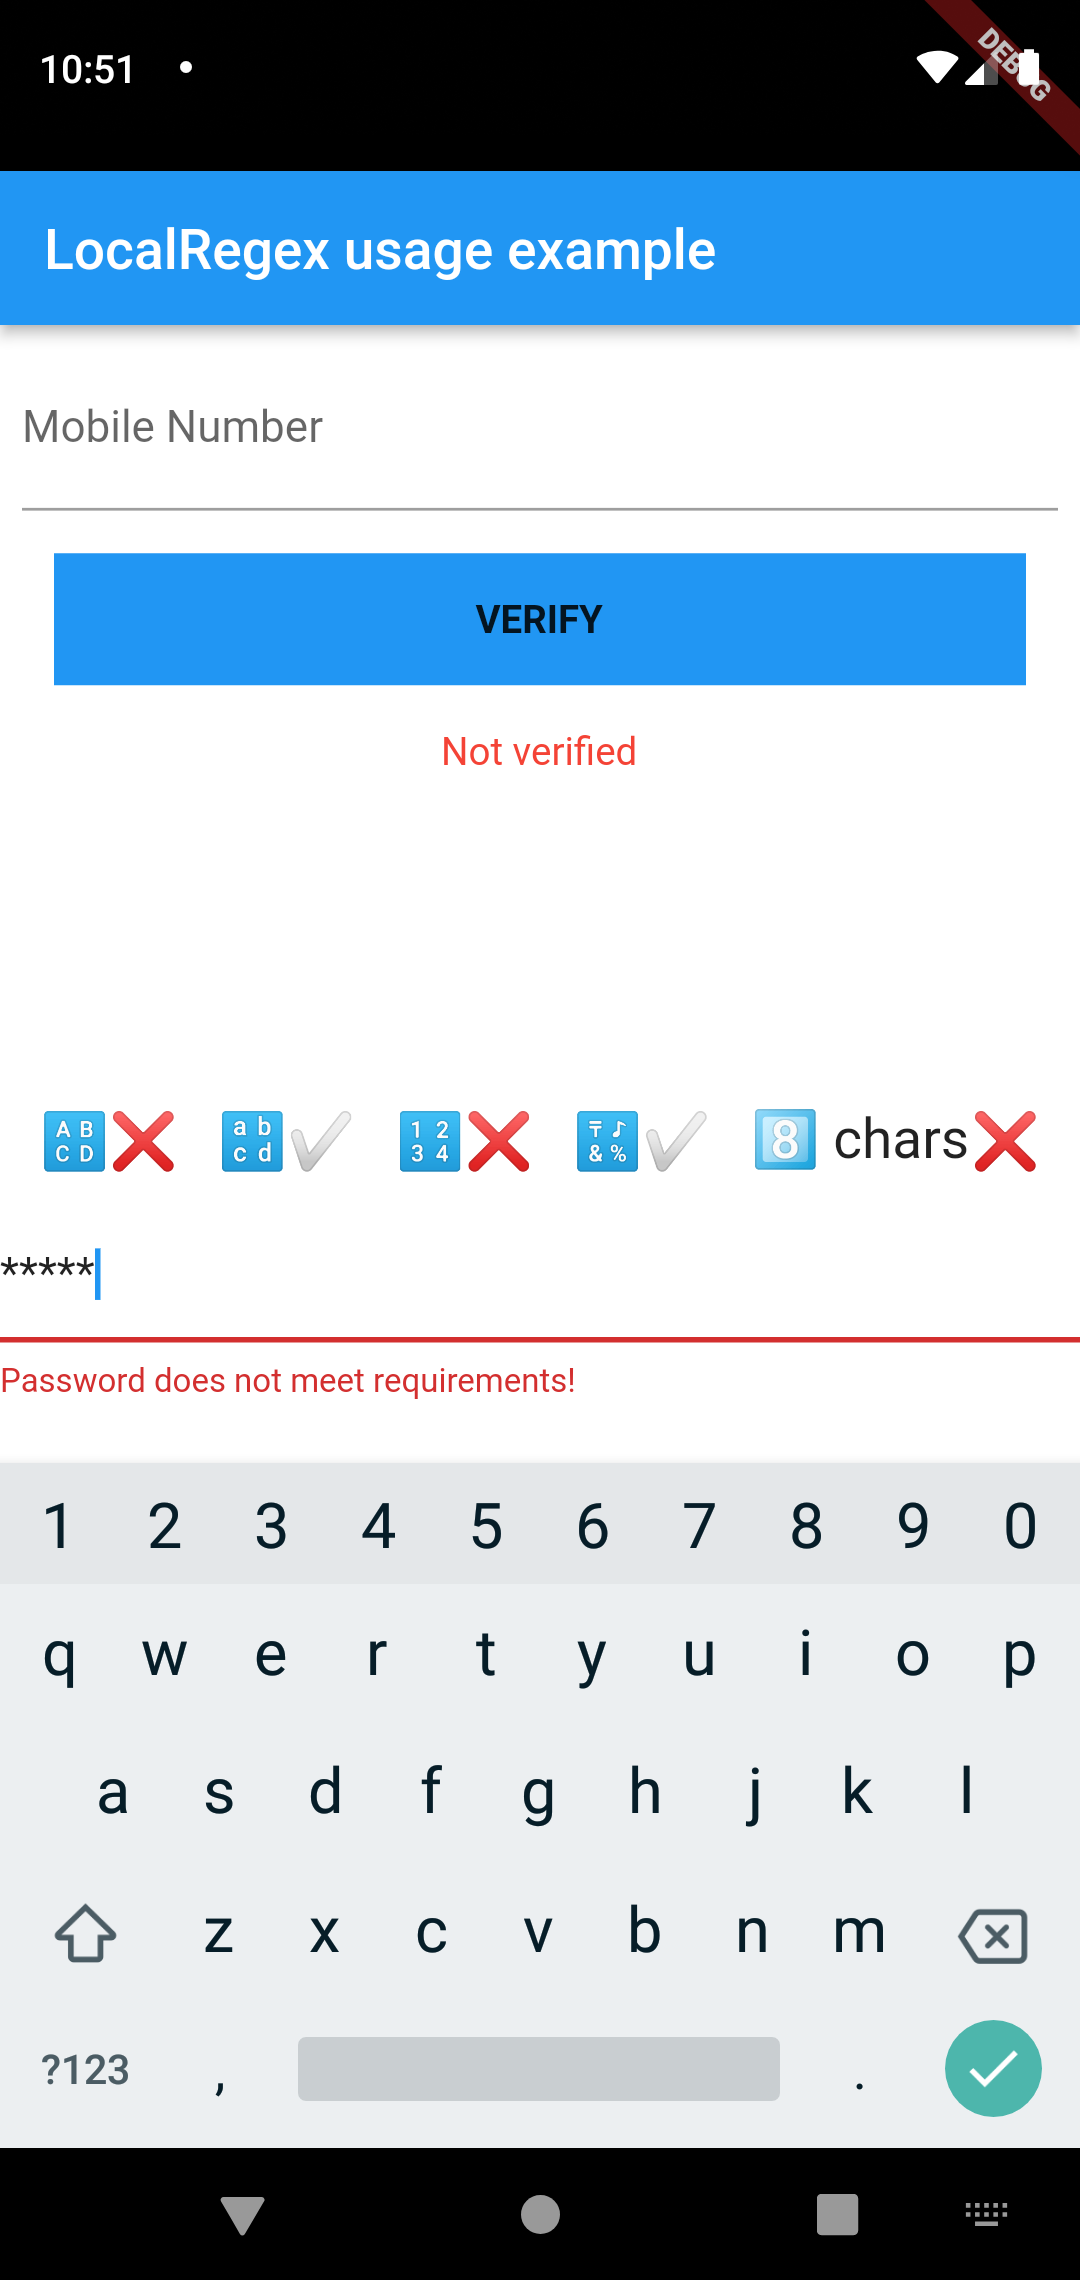 10:51
DEBUG
LocalRegex usage example
Mobile Number
VERIFY
Not verified
🔠❌ 🔡✔️ 🔢❌ 🔣✔️ 8️⃣ chars❌
*****
Password does not meet requirements!
1 2 3 4 5 6 7 8 9 0
q w e r t y u i o p
a s d f g h j k l
z x c v b n m
?123 , .